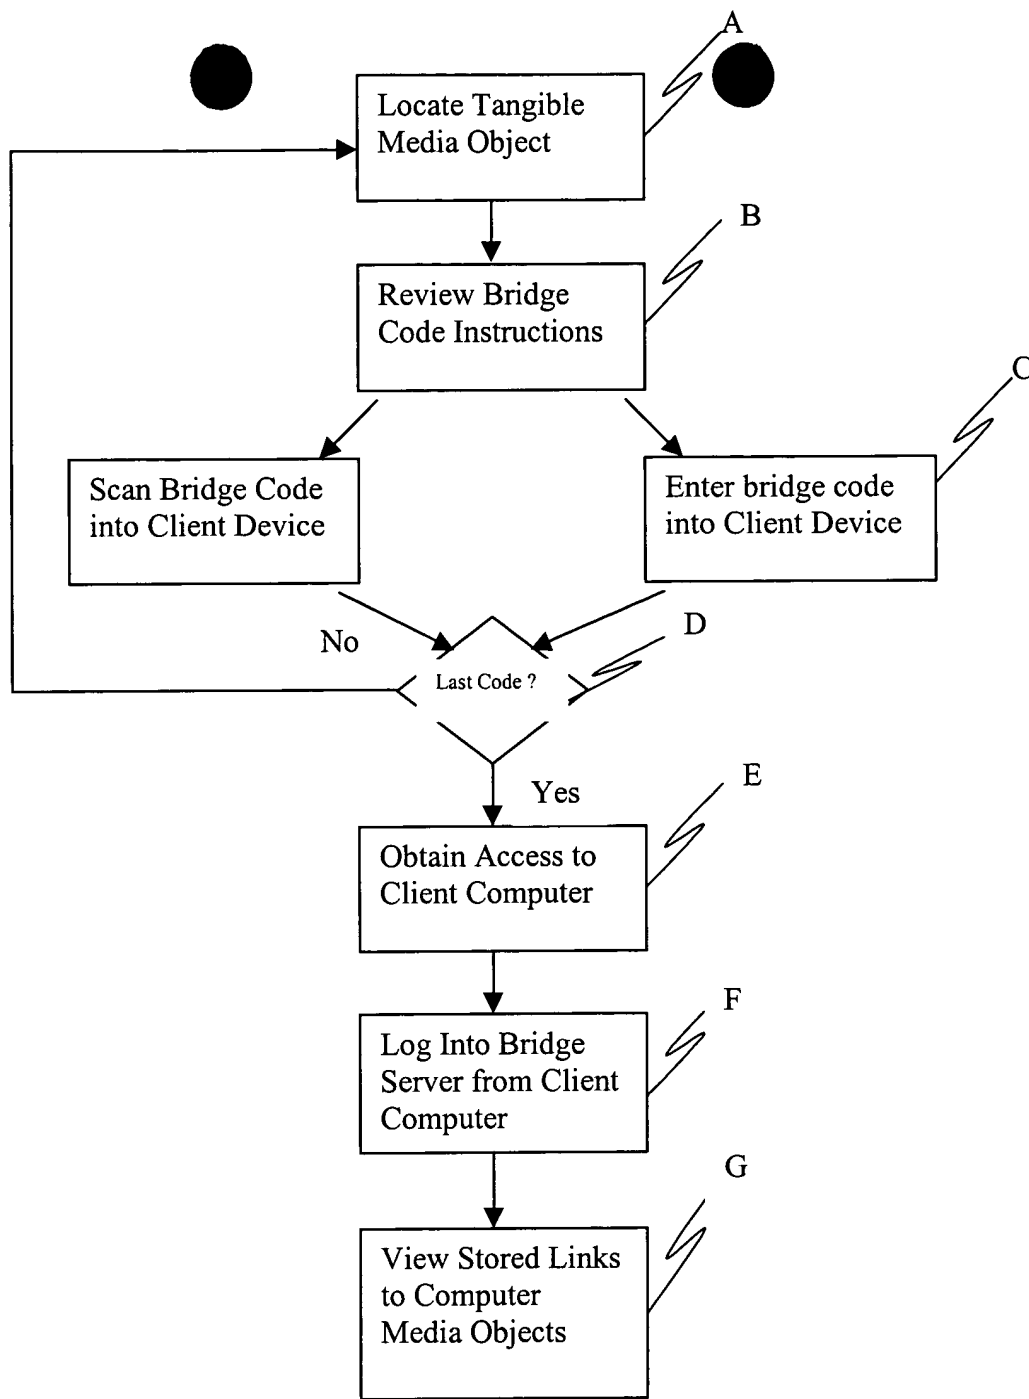 A
Locate Tangible
Media Object
B
Review Bridge
Code Instructions
C
Scan Bridge Code
into Client Device
Enter bridge code
into Client Device
No
D
Last Code ?
Yes
E
Obtain Access to
Client Computer
F
Log Into Bridge
Server from Client
Computer
G
View Stored Links
to Computer
Media Objects